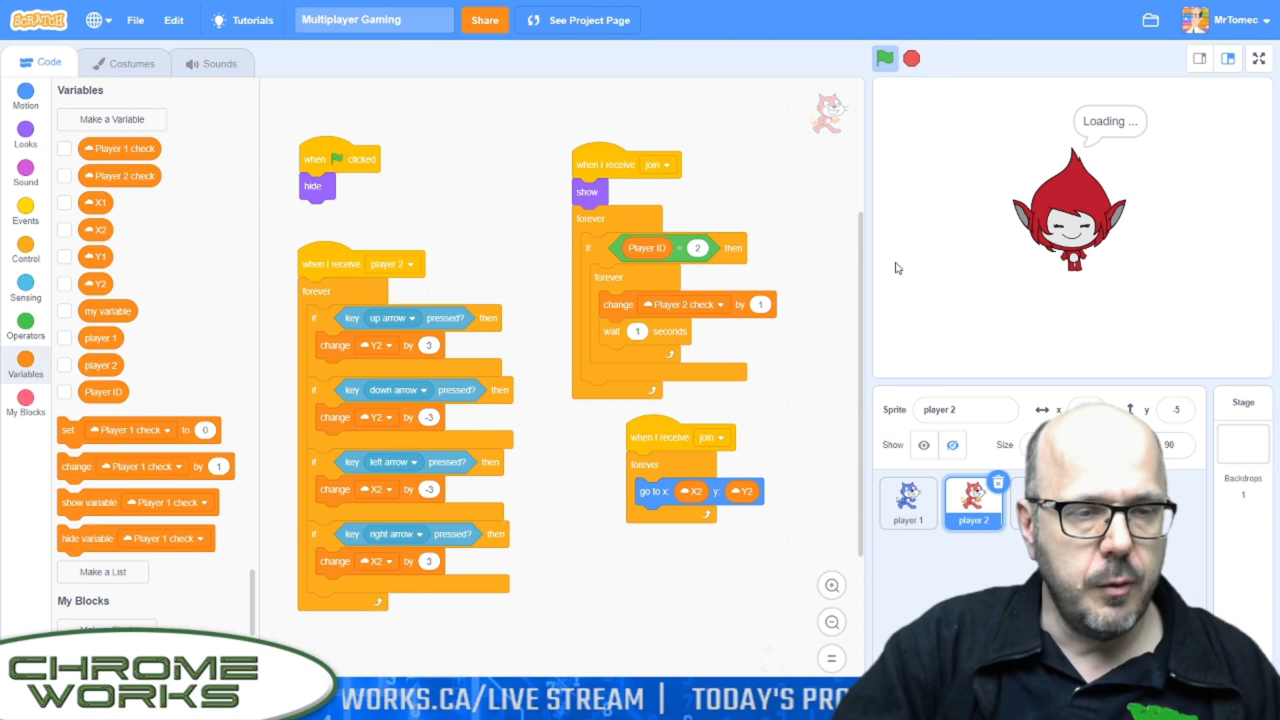 SCRATCH File Edit Tutorials Multiplayer Gaming Share See Project Page MrTomec
Code Costumes Sounds
Variables
Make a Variable
Player 1 check
Player 2 check
X1
X2
Y1
Y2
my variable
player 1
player 2
Player ID
set Player 1 check to 0
change Player 1 check by 1
show variable Player 1 check
hide variable Player 1 check
Make a List
My Blocks
Motion
Looks
Sound
Events
Control
Sensing
Operators
Variables
My Blocks
when clicked
hide
when I receive player 2
forever
if key up arrow pressed? then
change Y2 by 3
if key down arrow pressed? then
change Y2 by -3
if key left arrow pressed? then
change X2 by -3
if key right arrow pressed? then
change X2 by 3
when I receive join
show
forever
if Player ID = 2 then
forever
change Player 2 check by 1
wait 1 seconds
when I receive join
forever
go to x: X2 y: Y2
Loading ...
Sprite player 2 x y -5
Show Size 90
player 1
player 2
Stage
Backdrops
1
CHROME
WORKS
WORKS.CA/LIVE STREAM | TODAY'S PRO